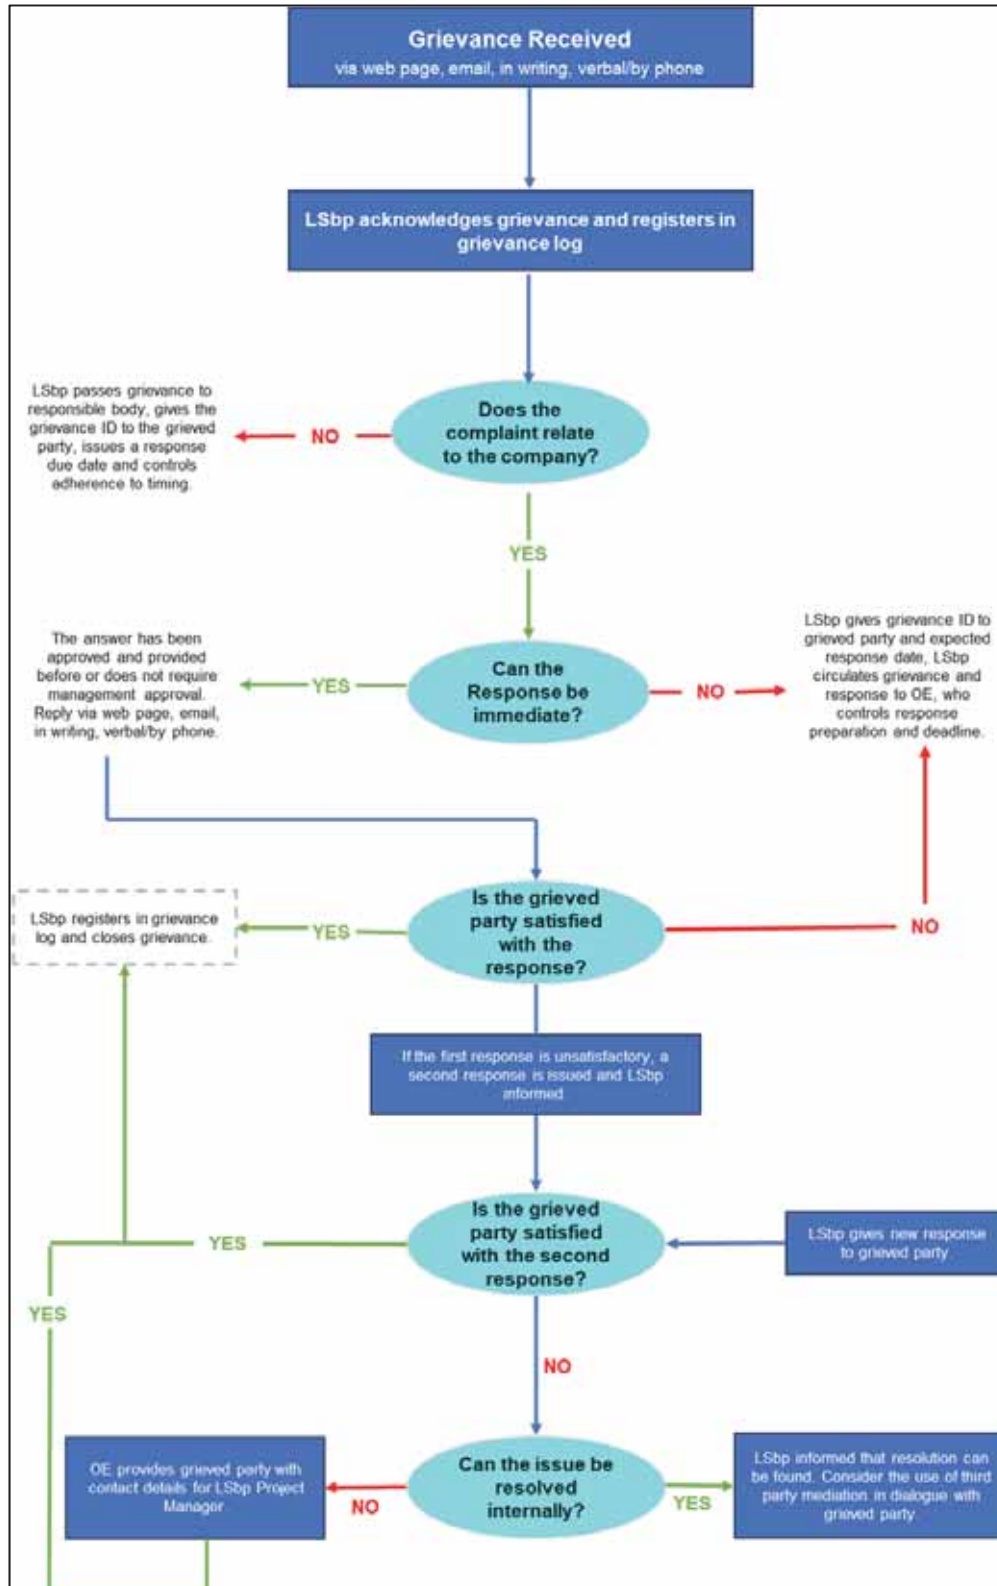 Grievance Received
via web page, email, in writing, verbal/by phone
LSbp acknowledges grievance and registers in
grievance log
Does the
complaint relate
to the company?
NO
LSbp passes grievance to
responsible body, gives the
grievance ID to the grieved
party, issues a response
due date and controls
adherence to timing.
YES
Can the
Response be
immediate?
YES
The answer has been
approved and provided
before or does not require
management approval.
Reply via web page, email,
in writing, verbal/by phone.
NO
LSbp gives grievance ID to
grieved party and expected
response date, LSbp
circulates grievance and
response to OE, who
controls response
preparation and deadline.
Is the grieved
party satisfied
with the
response?
YES
LSbp registers in grievance
log and closes grievance.
NO
If the first response is unsatisfactory, a
second response is issued and LSbp
informed
Is the grieved
party satisfied
with the second
response?
YES
LSbp gives new response
to grieved party
YES
NO
Can the issue be
resolved
internally?
NO
OE provides grieved party with
contact details for LSbp Project
Manager
YES
LSbp informed that resolution can
be found. Consider the use of third
party mediation in dialogue with
grieved party